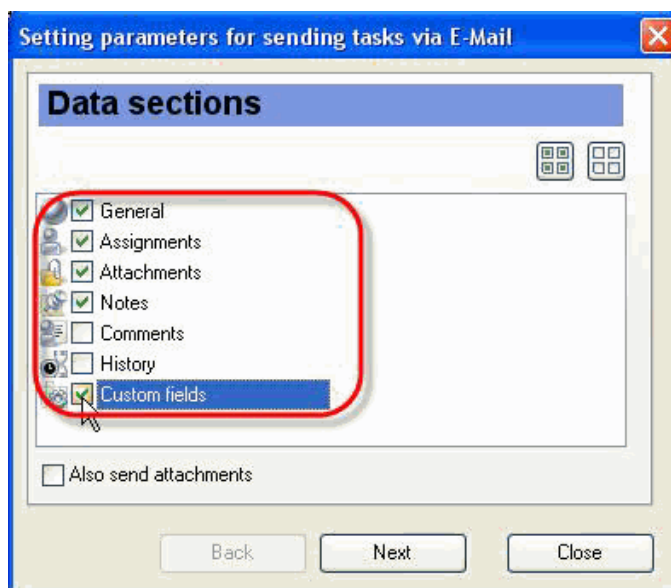 Setting parameters for sending tasks via E-Mail
Data sections
General
Assignments
Attachments
Notes
Comments
History
Custom fields
Also send attachments
Back Next Close